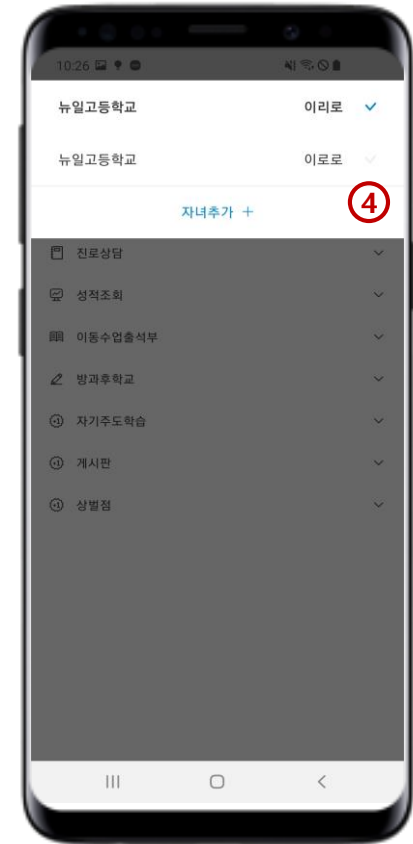 10:26
뉴일고등학교 이리로
뉴일고등학교 이로로
자녀추가 +
④
진로상담
성적조회
이동수업출석부
방과후학교
자기주도학습
게시판
상벌점